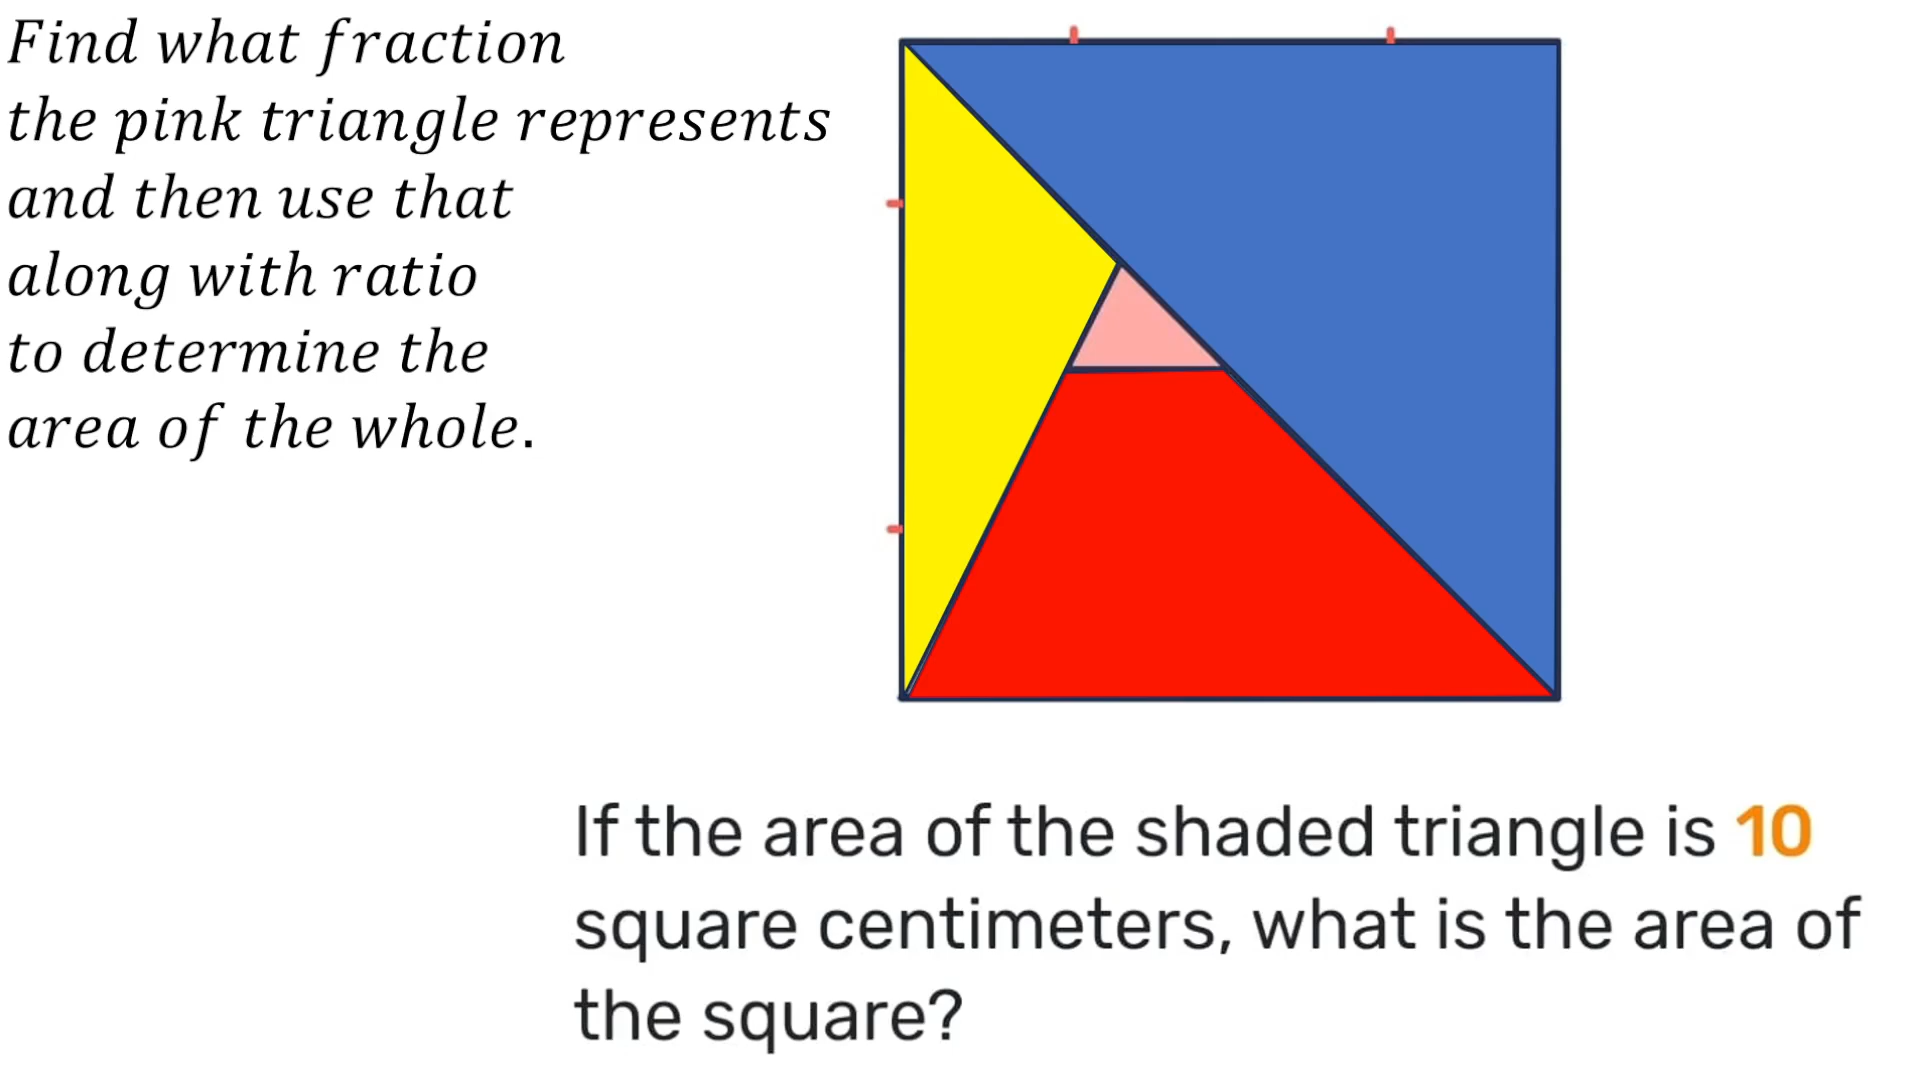 Find what fraction
the pink triangle represents
and then use that
along with ratio
to determine the
area of the whole.
If the area of the shaded triangle is 10
square centimeters, what is the area of
the square?